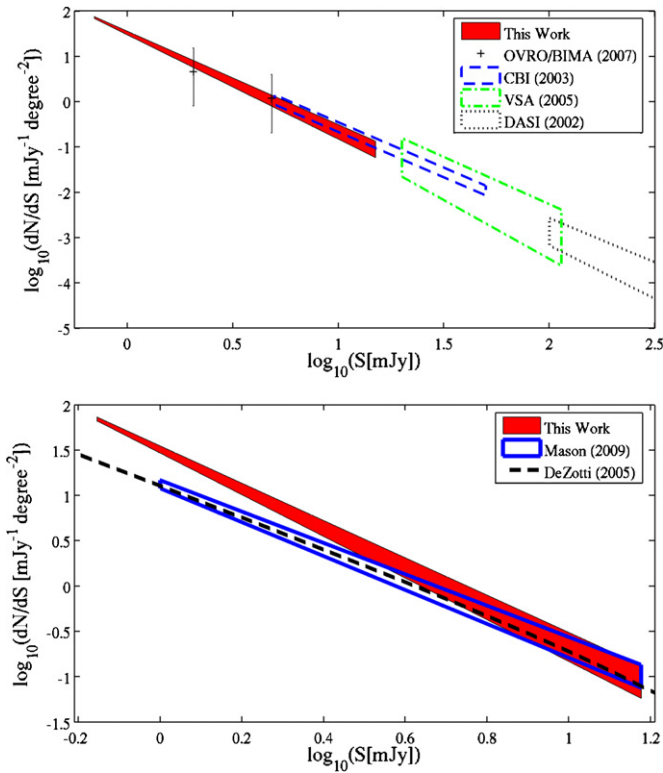 2
1
0
-1
-2
-3
-4
-5
log10(dN/dS [mJy-1 degree-2])
This Work
OVRO/BIMA (2007)
CBI (2003)
VSA (2005)
DASI (2002)
0
0.5
1
1.5
2
2.5
log10(S[mJy])
2
1.5
1
0.5
0
-0.5
-1
-1.5
log10(dN/dS [mJy-1 degree-2])
This Work
Mason (2009)
DeZotti (2005)
-0.2
0
0.2
0.4
0.6
0.8
1
1.2
log10(S[mJy])